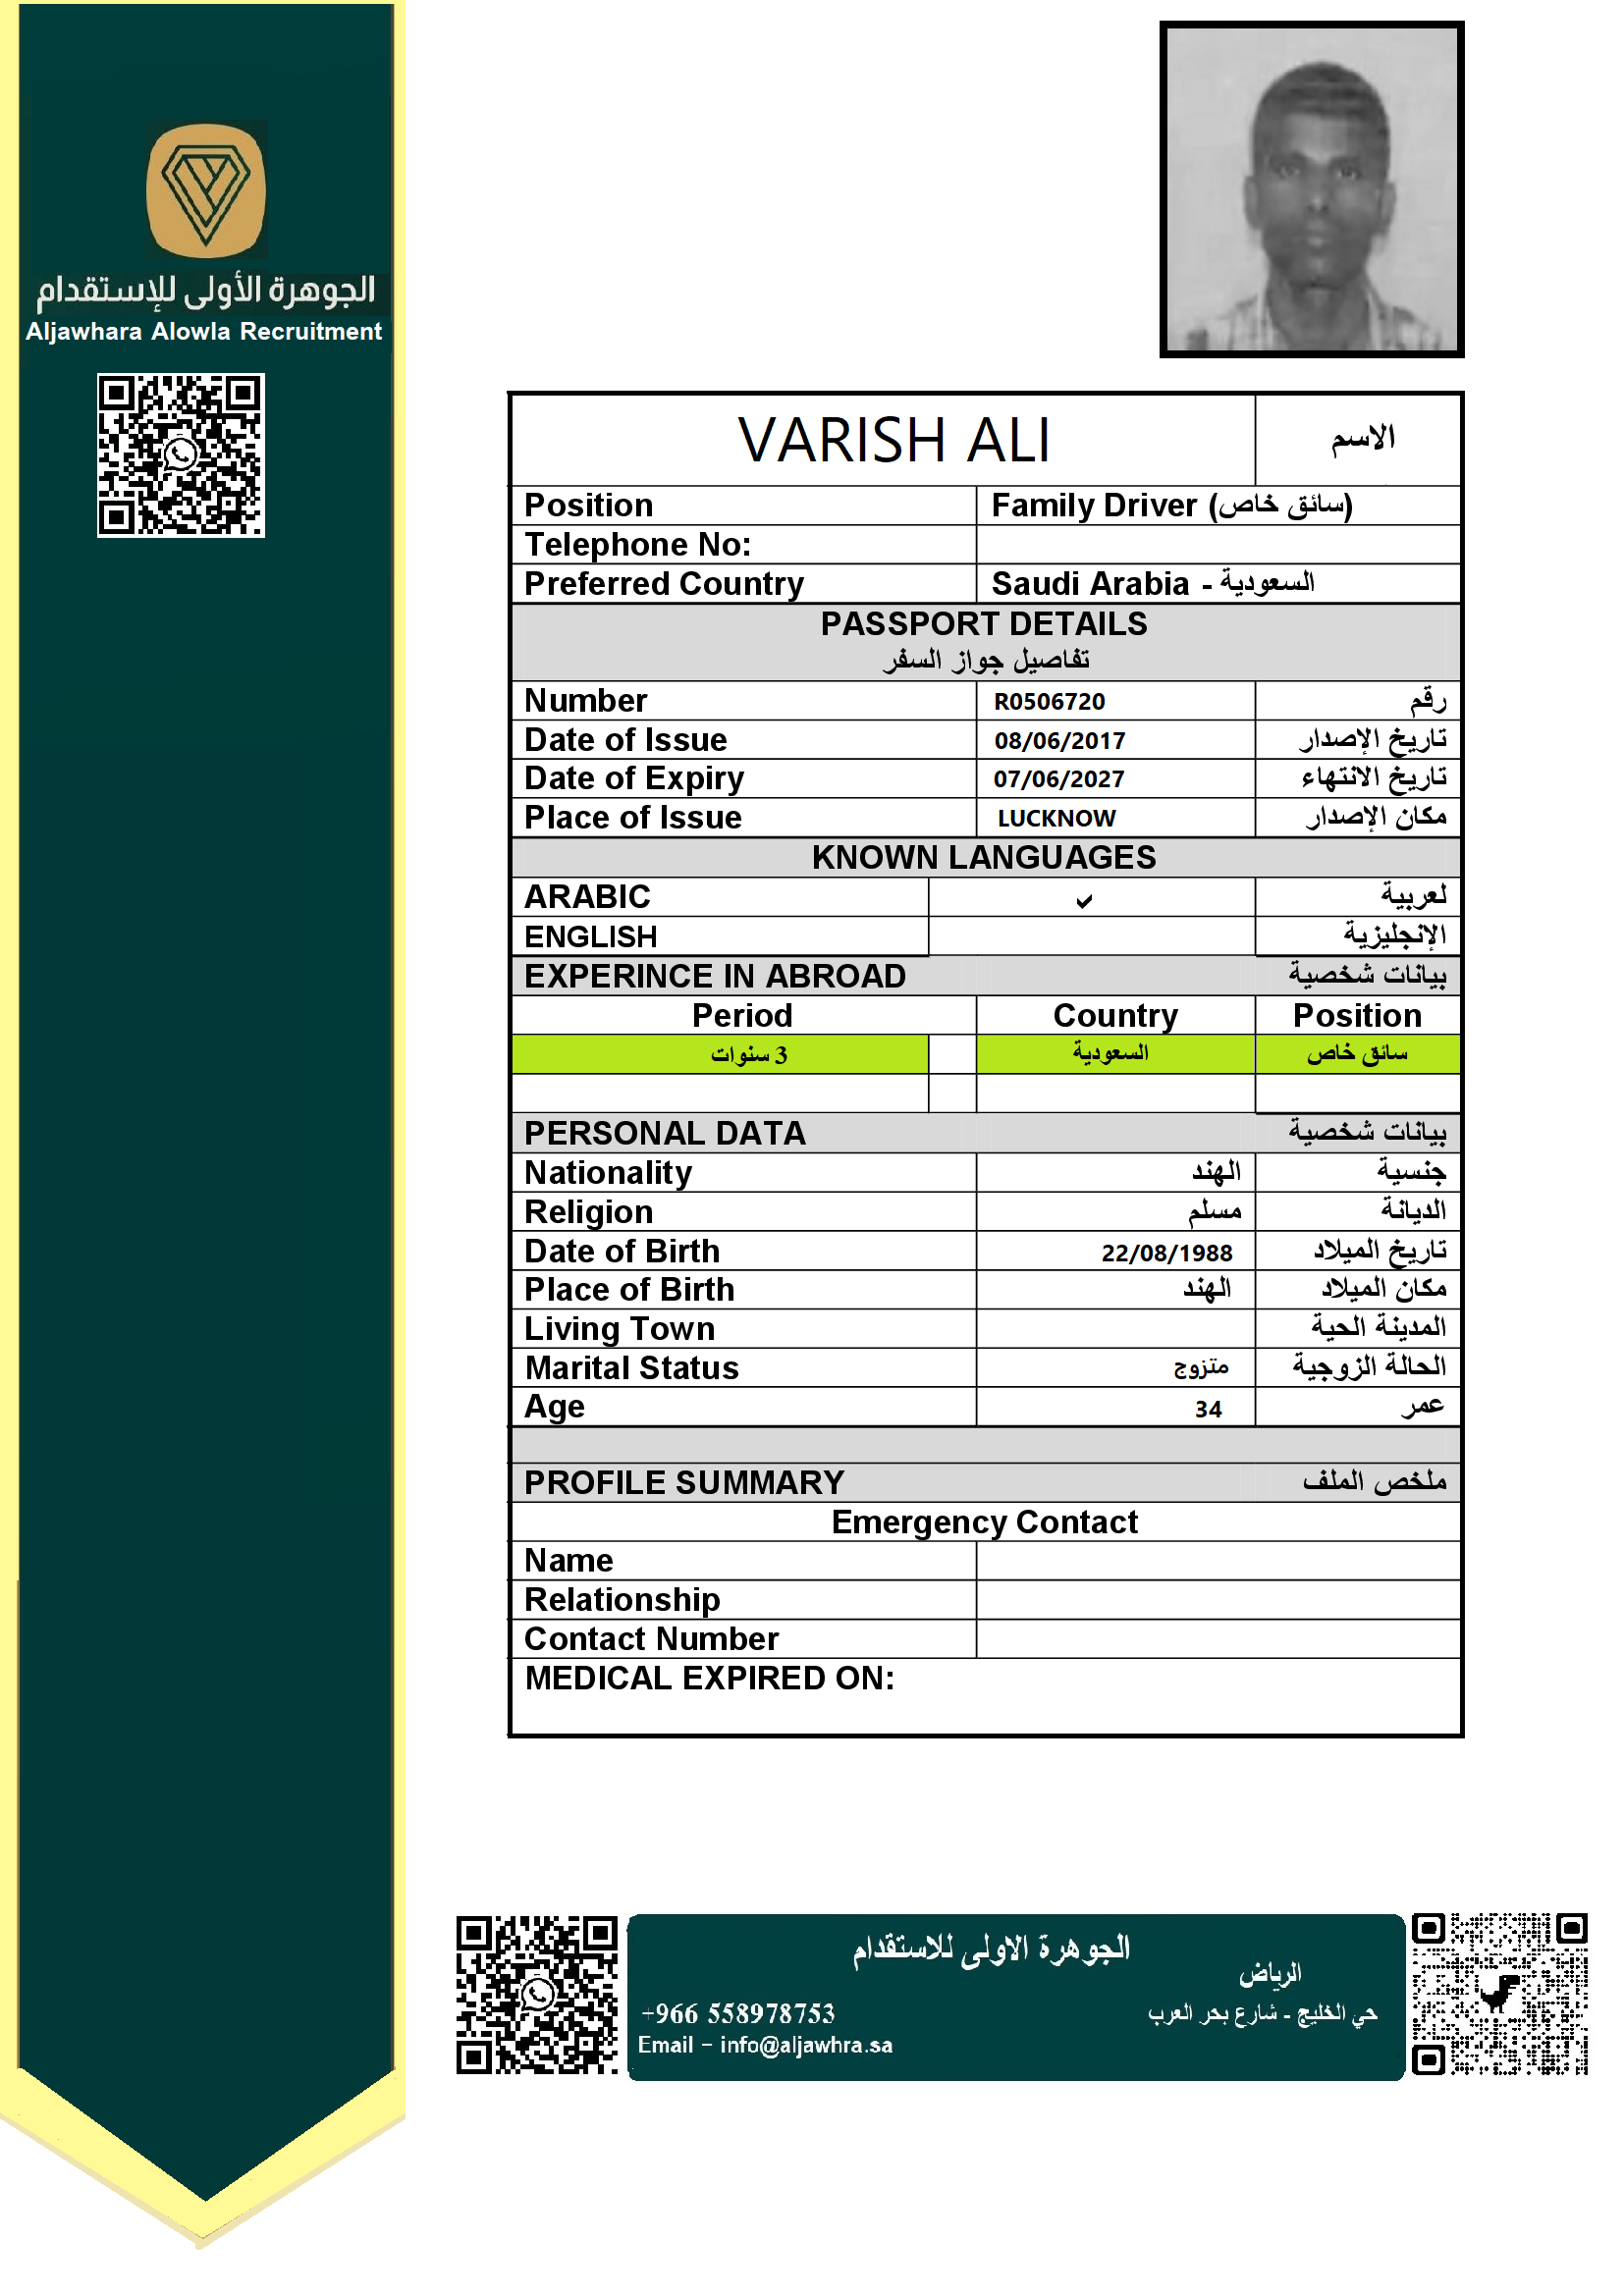 الجوهرة الأولى للإستقدام
Aljawhara Alowla Recruitment
VARISH ALI الاسم
Position Family Driver (سائق خاص)
Telephone No:
Preferred Country Saudi Arabia - السعودية
PASSPORT DETAILS
تفاصيل جواز السفر
Number R0506720 رقم
Date of Issue 08/06/2017 تاريخ الإصدار
Date of Expiry 07/06/2027 تاريخ الانتهاء
Place of Issue LUCKNOW مكان الإصدار
KNOWN LANGUAGES
ARABIC لعربية
ENGLISH الإنجليزية
EXPERINCE IN ABROAD بيانات شخصية
Period Country Position
3 سنوات السعودية سائق خاص
PERSONAL DATA بيانات شخصية
Nationality الهند جنسية
Religion مسلم الديانة
Date of Birth 22/08/1988 تاريخ الميلاد
Place of Birth الهند مكان الميلاد
Living Town المدينة الحية
Marital Status متزوج الحالة الزوجية
Age 34 عمر
PROFILE SUMMARY ملخص الملف
Emergency Contact
Name
Relationship
Contact Number
MEDICAL EXPIRED ON:
الجوهرة الاولى للاستقدام
الرياض
+966 558978753 حي الخليج - شارع بحر العرب
Email - info@aljawhra.sa